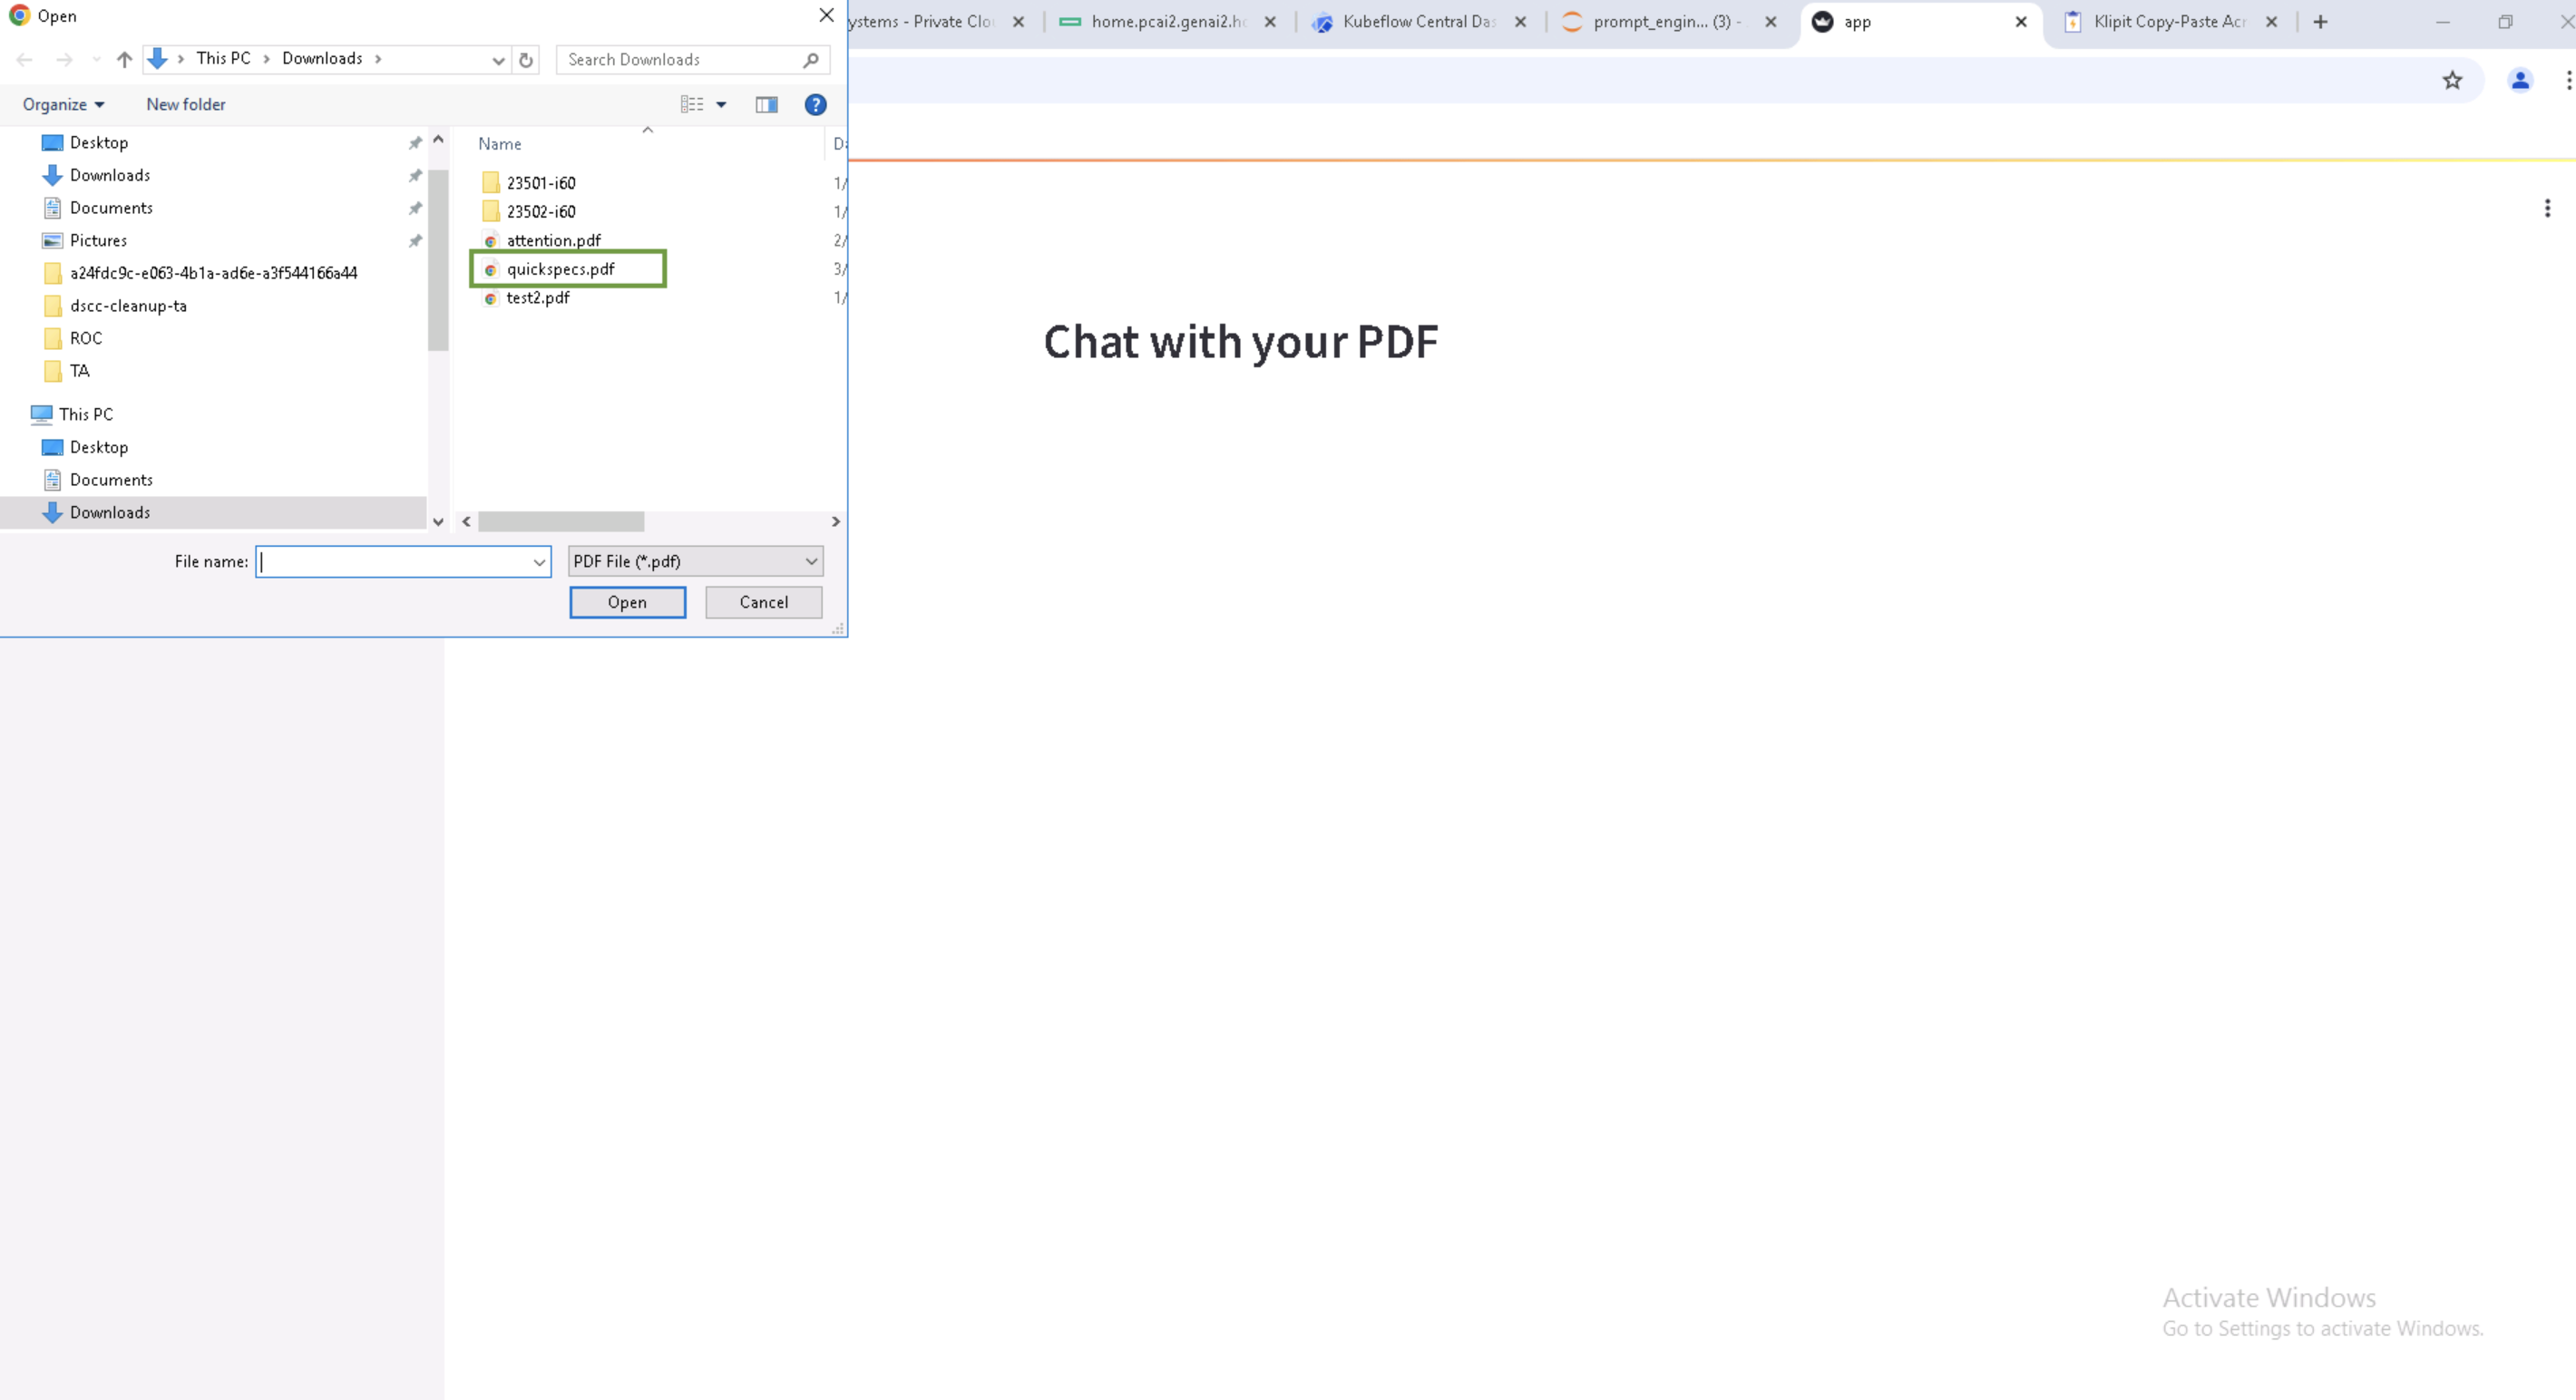 Open
ystems - Private Clo
home.pcai2.genai2.h
Kubeflow Central Das
prompt_engin... (3) -
app
Klipit Copy-Paste Acr
This PC > Downloads >
Search Downloads
Organize
New folder
Desktop
Downloads
Documents
Pictures
a24fdc9c-e063-4b1a-ad6e-a3f544166a44
dscc-cleanup-ta
ROC
TA
This PC
Desktop
Documents
Downloads
Name
Da
23501-i60
1/
23502-i60
1/
attention.pdf
2/
quickspecs.pdf
3/
test2.pdf
1/
File name:
PDF File (*.pdf)
Open
Cancel
Chat with your PDF
Activate Windows
Go to Settings to activate Windows.